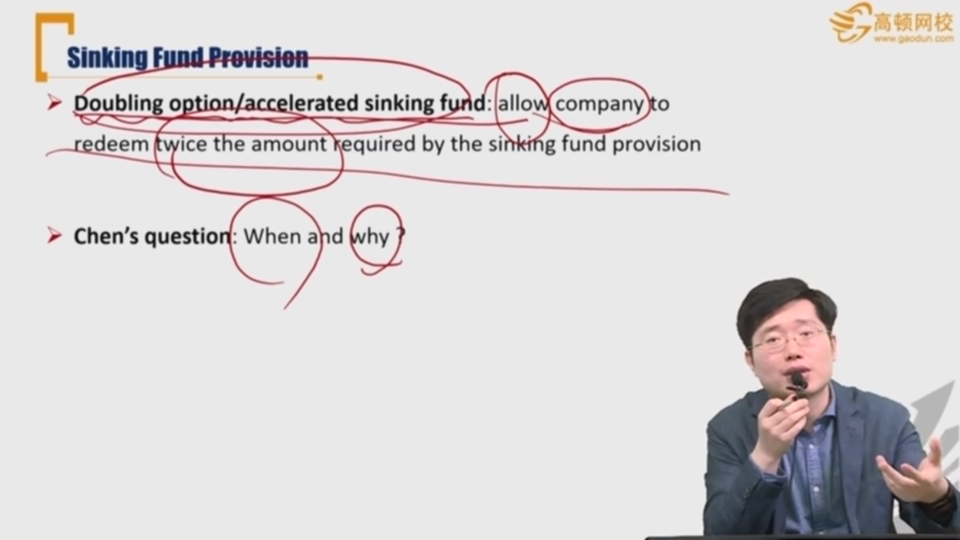 高顿网校
www.gaodun.com
Sinking Fund Provision
Doubling option/accelerated sinking fund: allow company to
redeem twice the amount required by the sinking fund provision
Chen's question: When and why ?